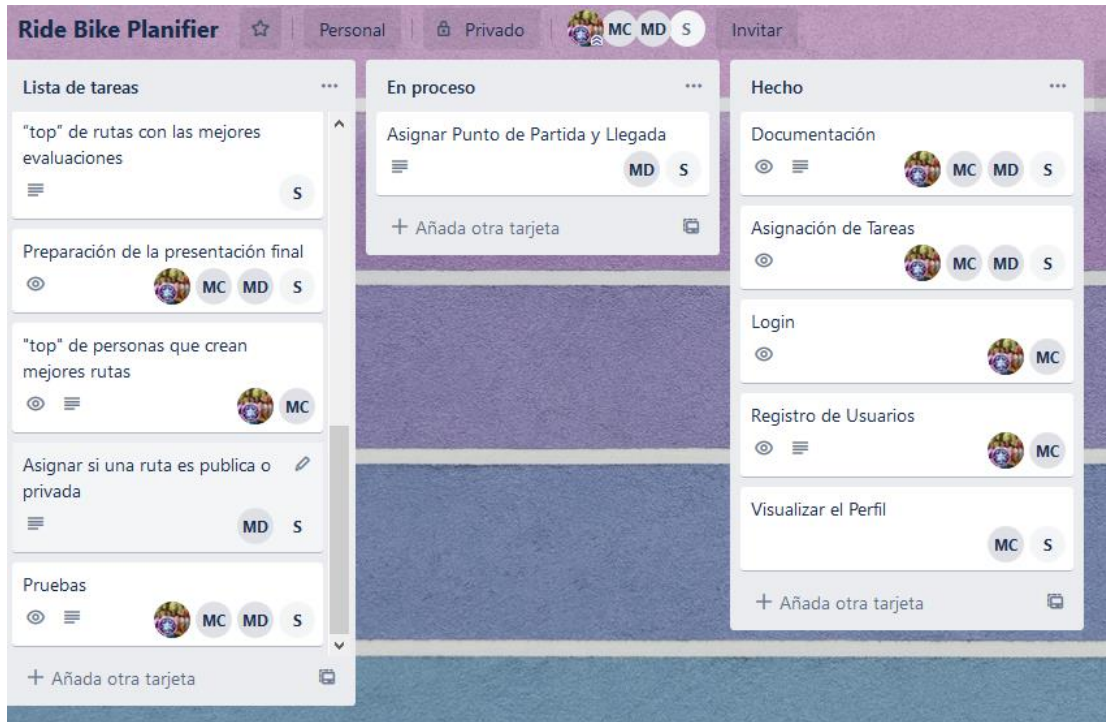 Ride Bike Planifier
Personal
Privado
MC MD S
Invitar
Lista de tareas
"top" de rutas con las mejores
evaluaciones
S
Preparación de la presentación final
MC MD S
"top" de personas que crean
mejores rutas
MC
Asignar si una ruta es publica o
privada
MD S
Pruebas
MC MD S
+ Añada otra tarjeta
En proceso
Asignar Punto de Partida y Llegada
MD S
+ Añada otra tarjeta
Hecho
Documentación
MC MD S
Asignación de Tareas
MC MD S
Login
MC
Registro de Usuarios
MC
Visualizar el Perfil
MC S
+ Añada otra tarjeta